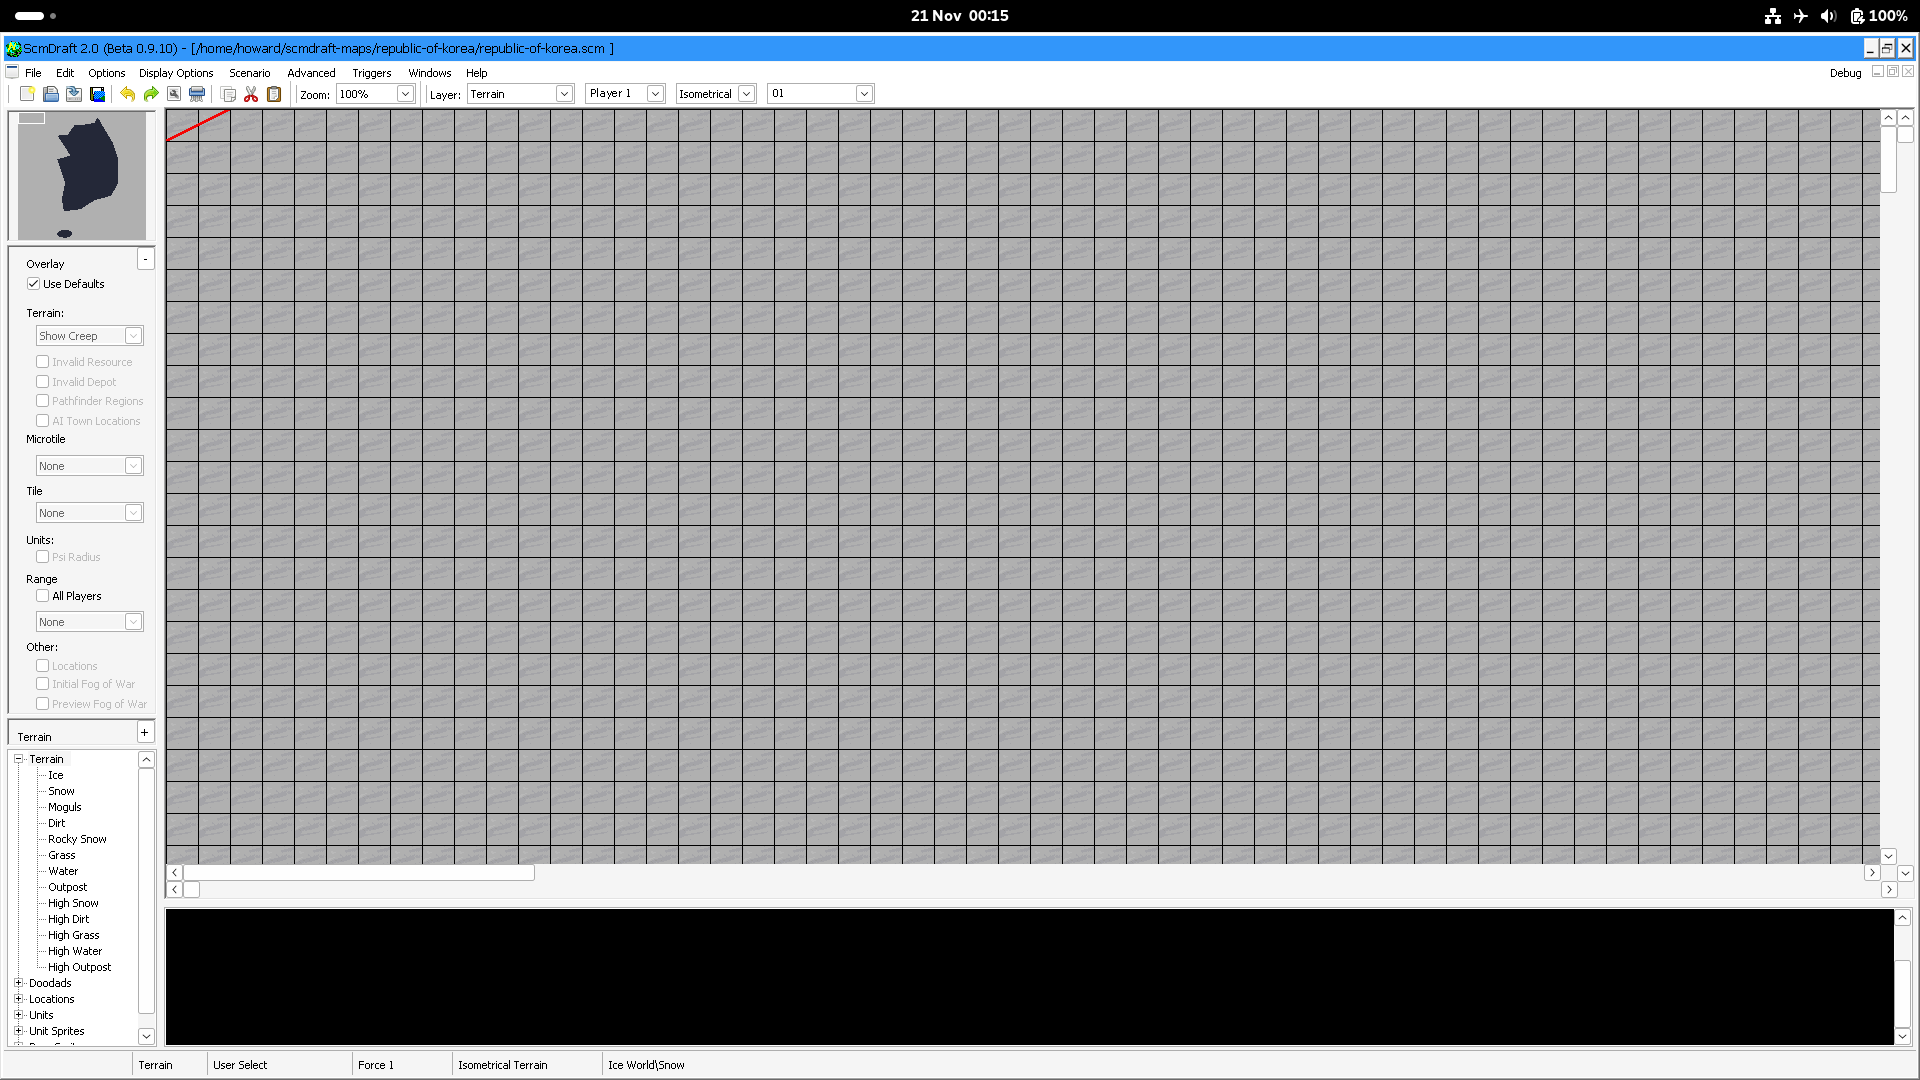 21 Nov 00:15
100%
ScmDraft 2.0 (Beta 0.9.10) - [/home/howard/scmdraft-maps/republic-of-korea/republic-of-korea.scm ]
File Edit Options Display Options Scenario Advanced Triggers Windows Help Debug
Zoom: 100% Layer: Terrain Player 1 Isometrical 01
Overlay
-
Use Defaults
Terrain:
Show Creep
Invalid Resource
Invalid Depot
Pathfinder Regions
AI Town Locations
Microtile
None
Tile
None
Units:
Psi Radius
Range
All Players
None
Other:
Locations
Initial Fog of War
Preview Fog of War
Terrain
+
Terrain
Ice
Snow
Moguls
Dirt
Rocky Snow
Grass
Water
Outpost
High Snow
High Dirt
High Grass
High Water
High Outpost
Doodads
Locations
Units
Unit Sprites
Terrain User Select Force 1 Isometrical Terrain Ice World\Snow